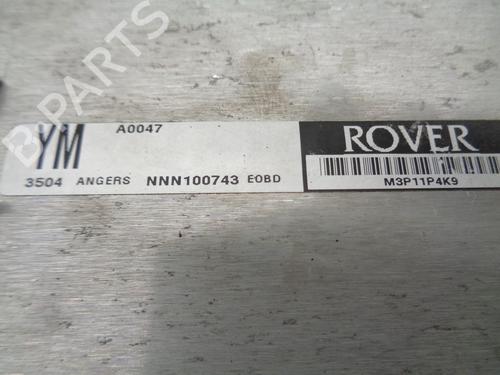 B-PARTS
YM
A0047
3504 ANGERS NNN100743 EOBD
ROVER
M3P11P4K9